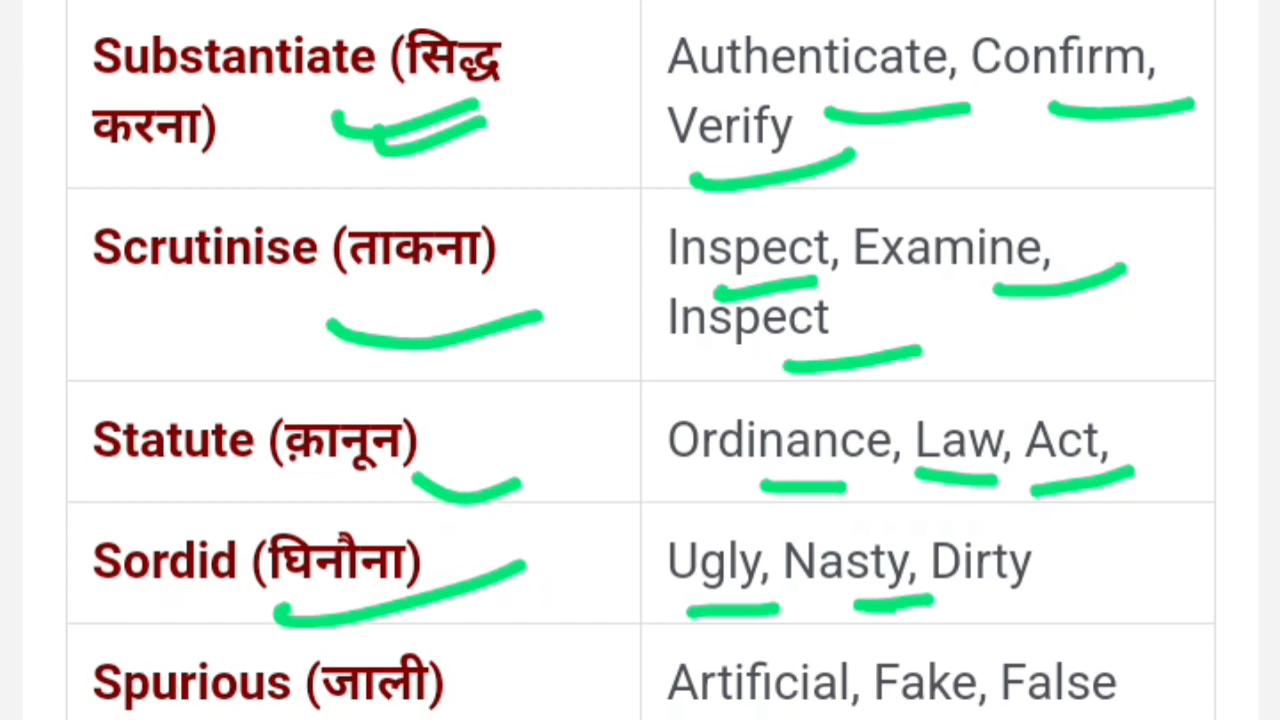 Substantiate (सिद्ध
करना)
Authenticate, Confirm,
Verify
Scrutinise (ताकना)
Inspect, Examine,
Inspect
Statute (क़ानून)
Ordinance, Law, Act,
Sordid (घिनौना)
Ugly, Nasty, Dirty
Spurious (जाली)
Artificial, Fake, False